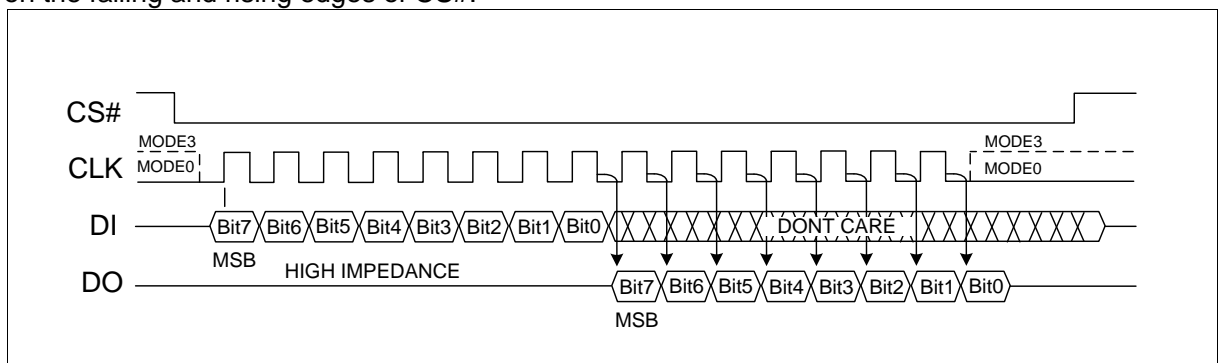 on the falling and rising edges of CS#.
CS#
MODE3 MODE3
CLK MODE0 MODE0
DI Bit7 Bit6 Bit5 Bit4 Bit3 Bit2 Bit1 Bit0 DONT CARE
MSB HIGH IMPEDANCE
DO Bit7 Bit6 Bit5 Bit4 Bit3 Bit2 Bit1 Bit0
MSB